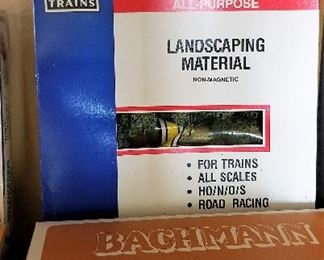 TRAINS
ALL-PURPOSE
LANDSCAPING
MATERIAL
NON-MAGNETIC
• FOR TRAINS
• ALL SCALES
• HO/N/O/S
• ROAD RACING
BACHMANN